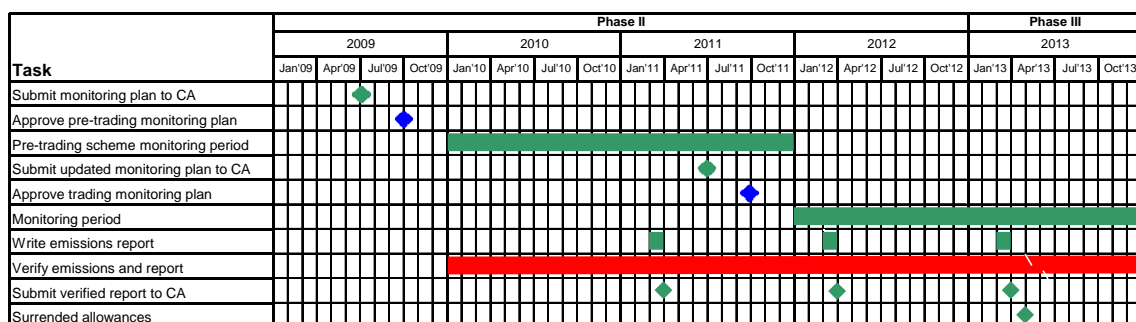 Phase II Phase III
2009 2010 2011 2012 2013
Task Jan'09 Apr'09 Jul'09 Oct'09 Jan'10 Apr'10 Jul'10 Oct'10 Jan'11 Apr'11 Jul'11 Oct'11 Jan'12 Apr'12 Jul'12 Oct'12 Jan'13 Apr'13 Jul'13 Oct'13
Submit monitoring plan to CA
Approve pre-trading monitoring plan
Pre-trading scheme monitoring period
Submit updated monitoring plan to CA
Approve trading monitoring plan
Monitoring period
Write emissions report
Verify emissions and report
Submit verified report to CA
Surrended allowances